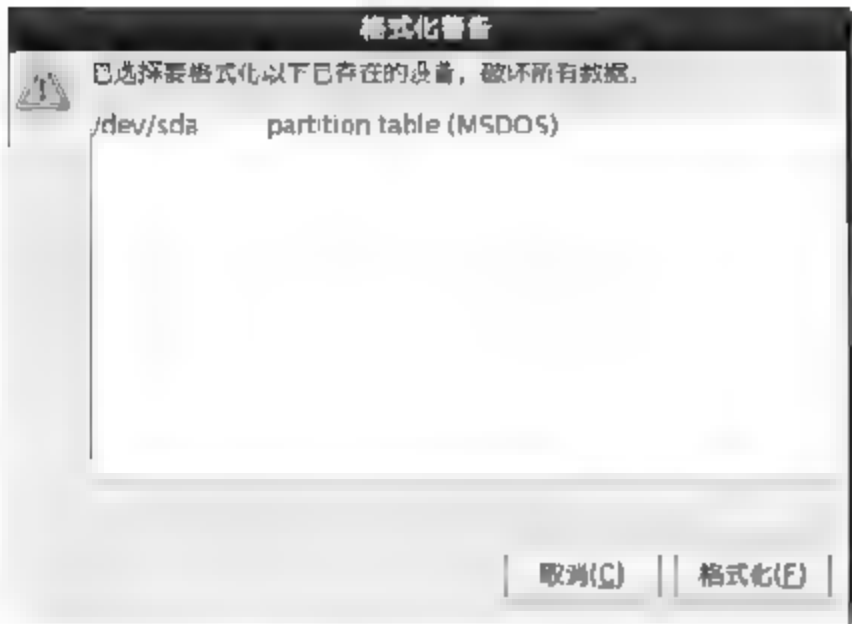 格式化警告
已选择要格式化以下已存在的设备，破坏所有数据。
/dev/sda partition table (MSDOS)
取消(C) 格式化(F)